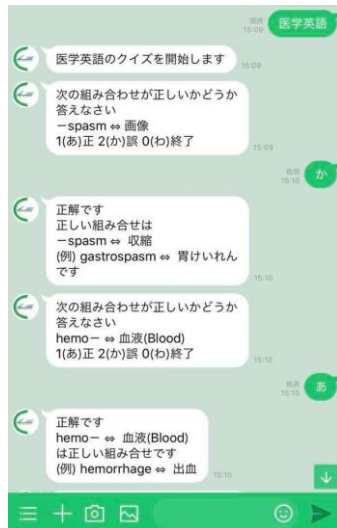 既読
15:09
医学英語
医学英語のクイズを開始します
15:09
次の組み合わせが正しいかどうか
答えなさい
－spasm ⇔ 画像
1(あ)正 2(か)誤 0(わ)終了
15:09
既読
15:10
か
正解です
正しい組み合せは
－spasm ⇔ 収縮
(例) gastrospasm ⇔ 胃けいれん
です
15:10
次の組み合わせが正しいかどうか
答えなさい
hemo－ ⇔ 血液(Blood)
1(あ)正 2(か)誤 0(わ)終了
15:10
既読
15:10
あ
正解です
hemo－ ⇔ 血液(Blood)
は正しい組み合せです
(例) hemorrhage ⇔ 出血
15:10